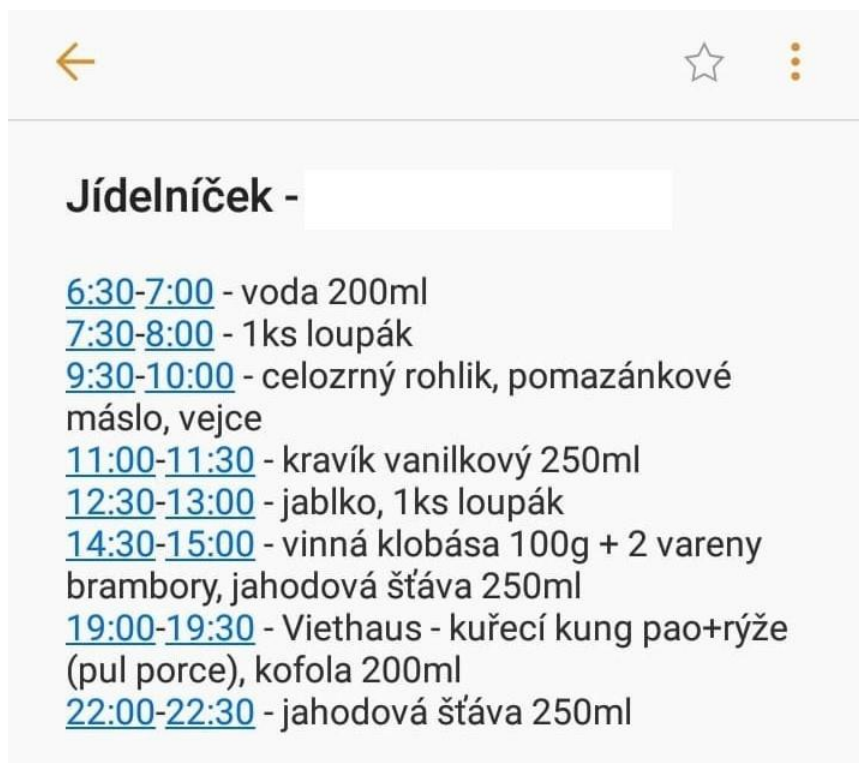 Jídelníček -
6:30-7:00 - voda 200ml
7:30-8:00 - 1ks loupák
9:30-10:00 - celozrný rohlik, pomazánkové
máslo, vejce
11:00-11:30 - kravík vanilkový 250ml
12:30-13:00 - jablko, 1ks loupák
14:30-15:00 - vinná klobása 100g + 2 vareny
brambory, jahodová šťáva 250ml
19:00-19:30 - Viethaus - kuřecí kung pao+rýže
(pul porce), kofola 200ml
22:00-22:30 - jahodová šťáva 250ml